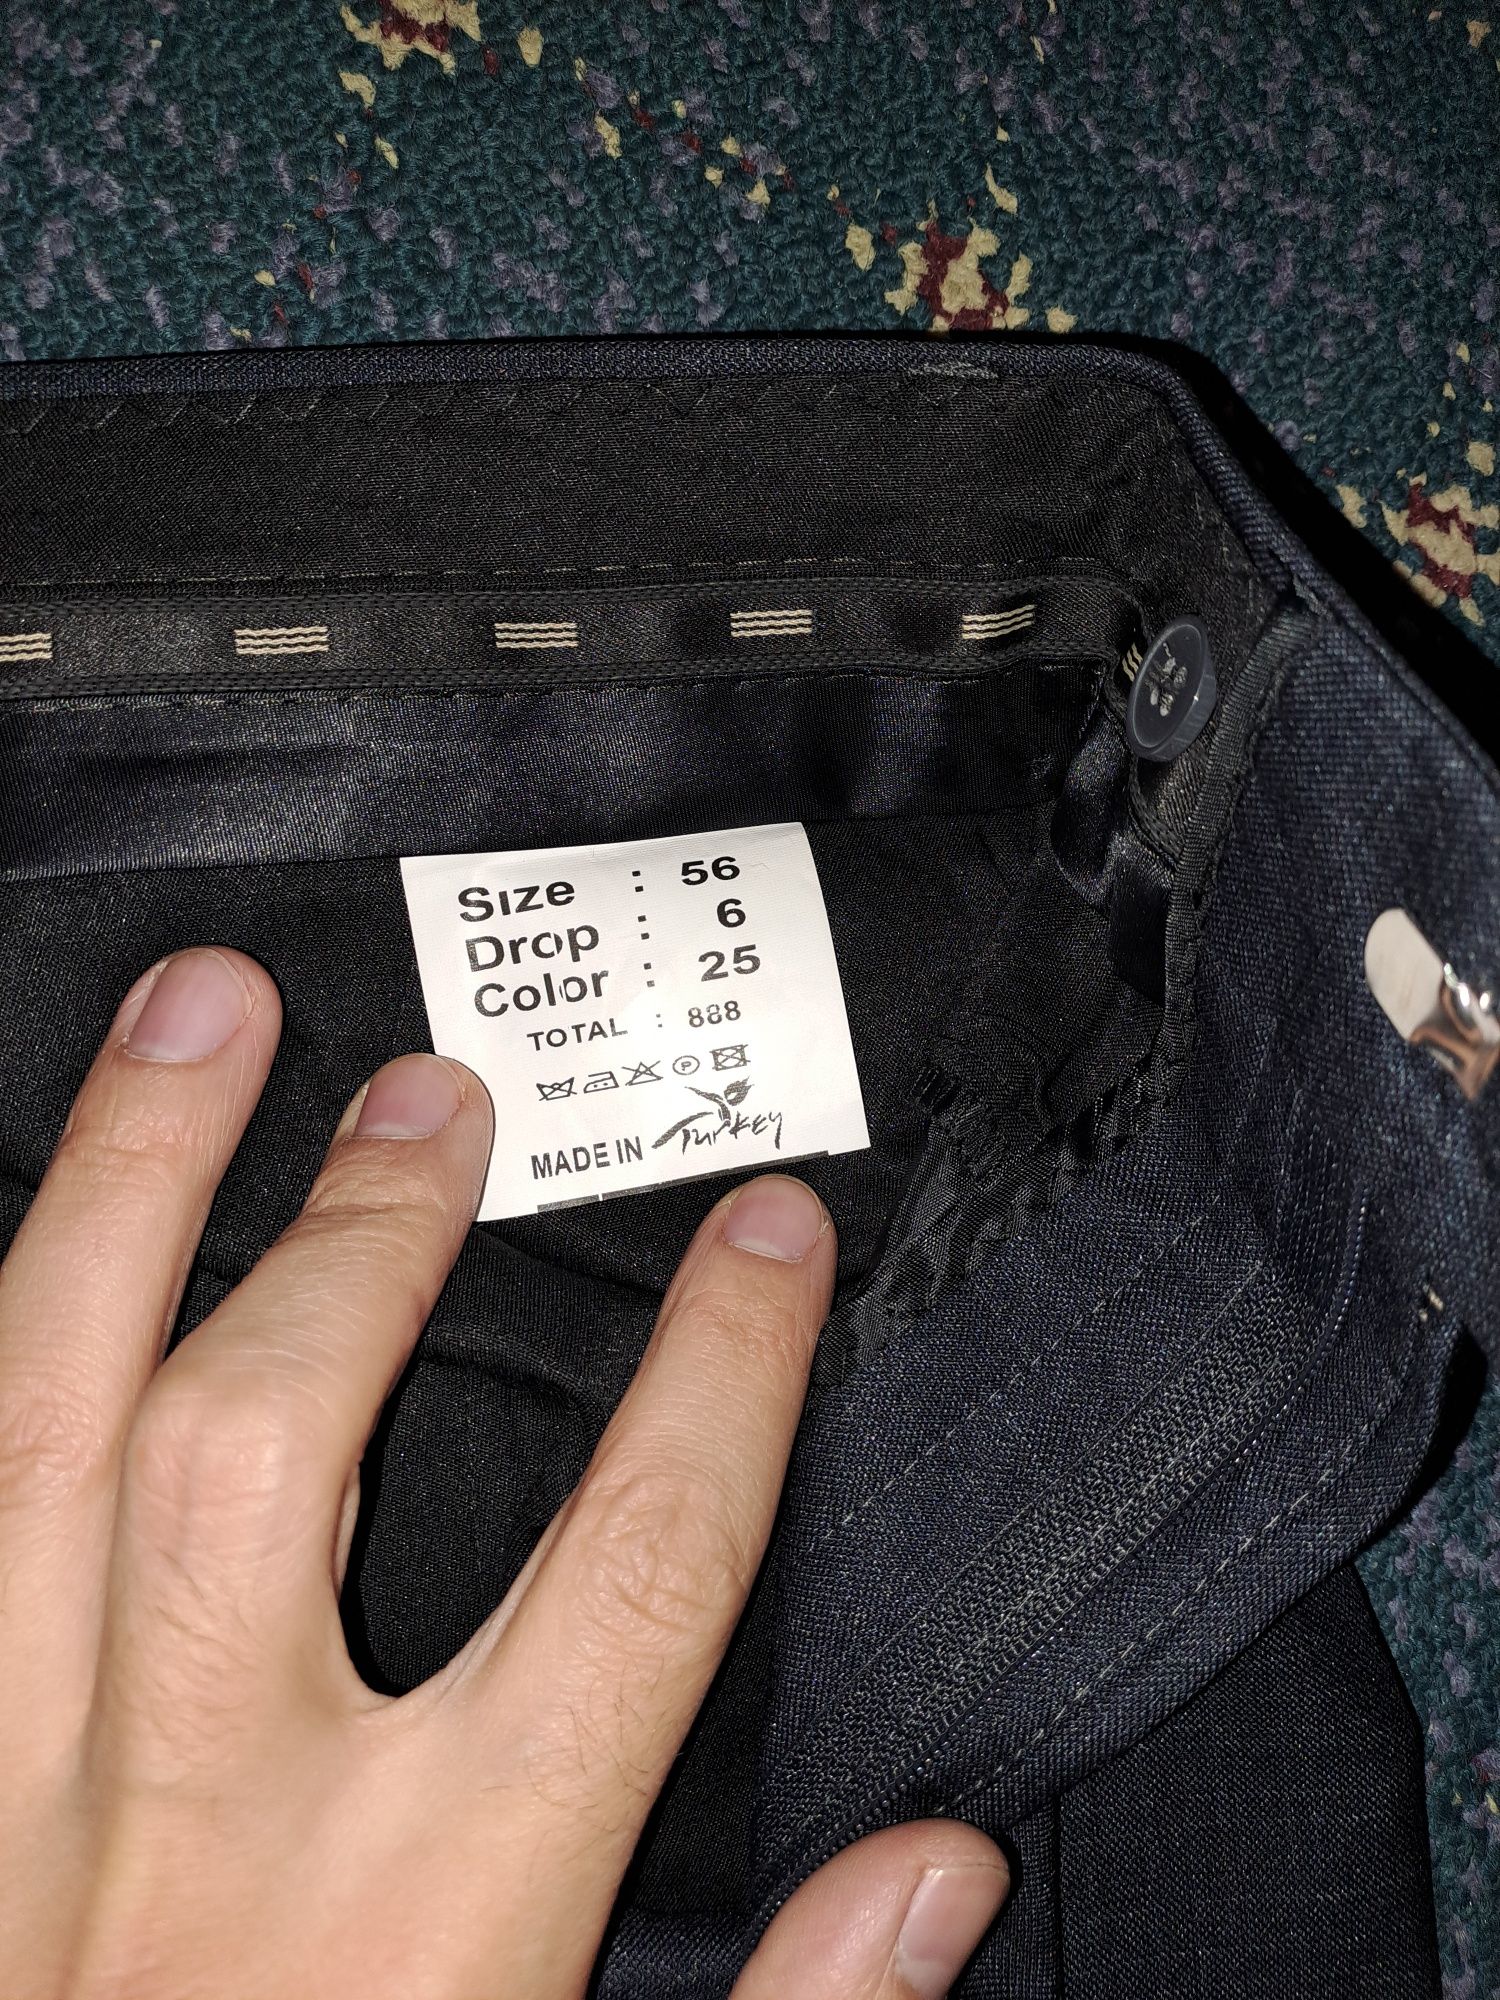 Size : 56
Drop : 6
Color : 25
TOTAL : 888
P
MADE IN Turkey